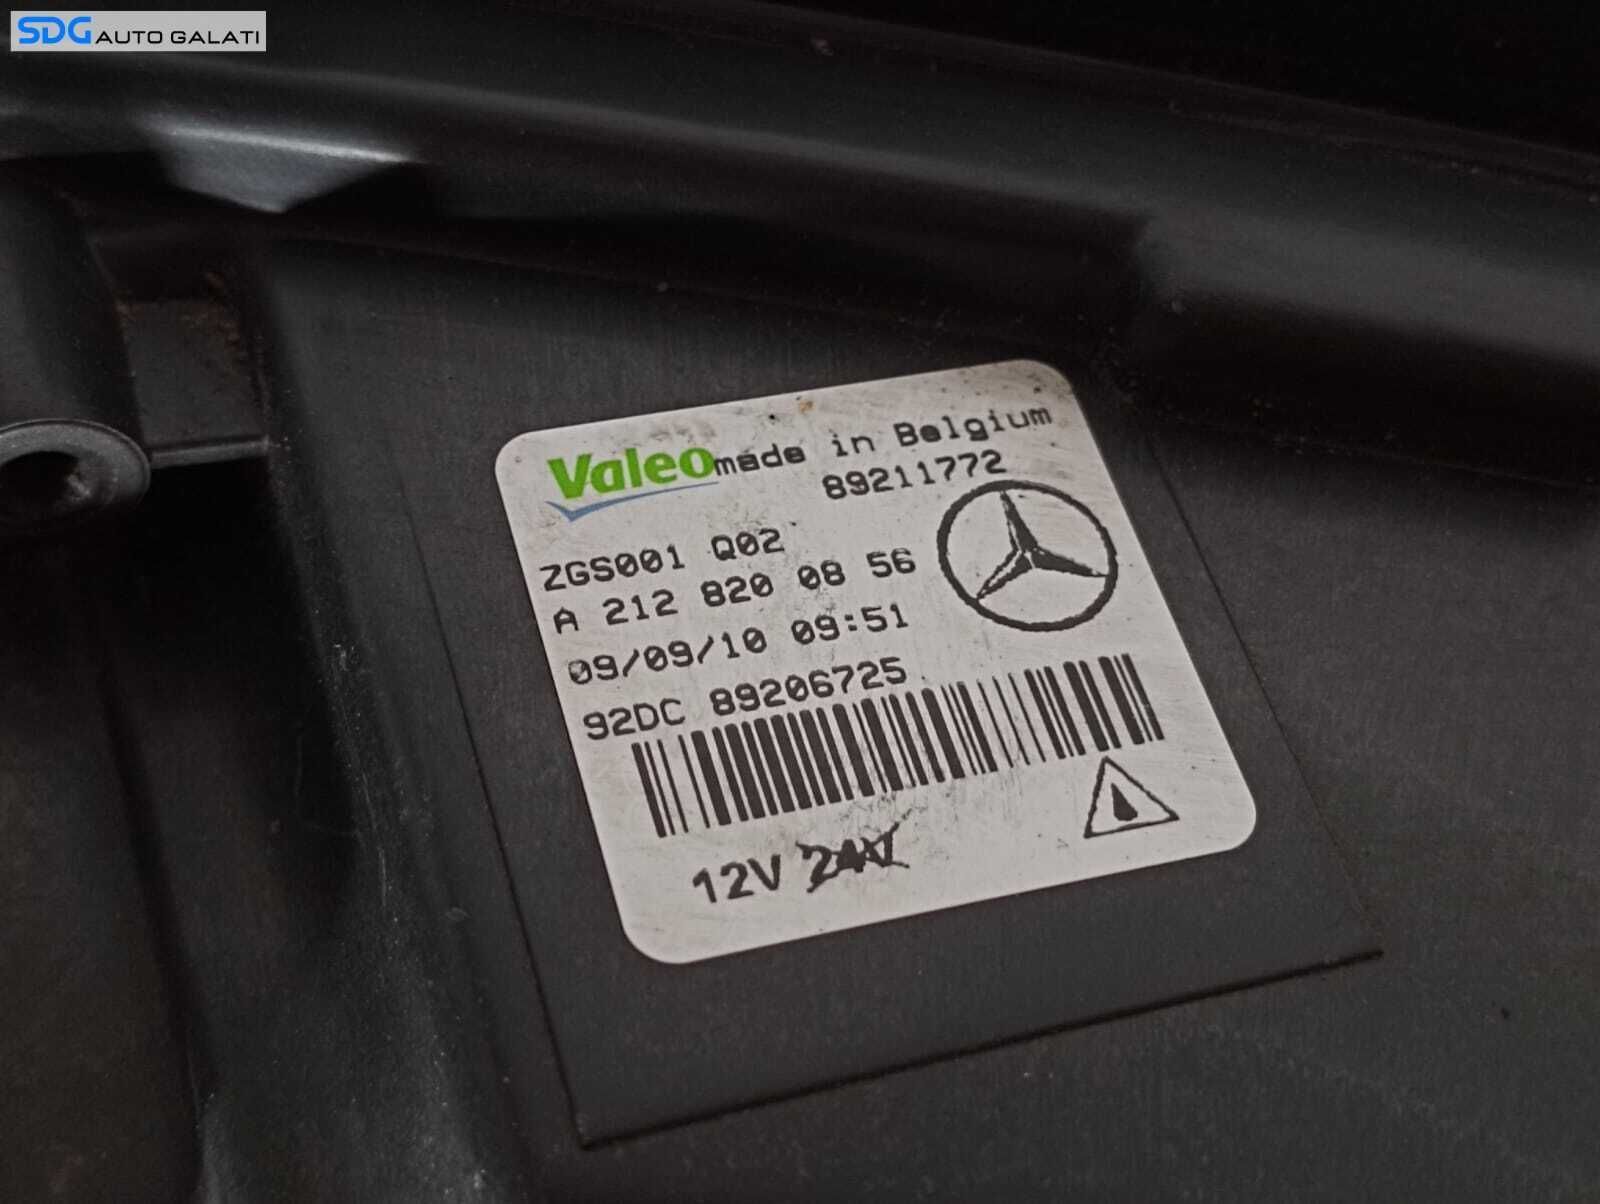 SDG AUTO GALATI
Valeo made in Belgium
89211772
ZGS001 Q02
A 212 820 08 56
09/09/10 09:51
92DC 89206725
12V 24V